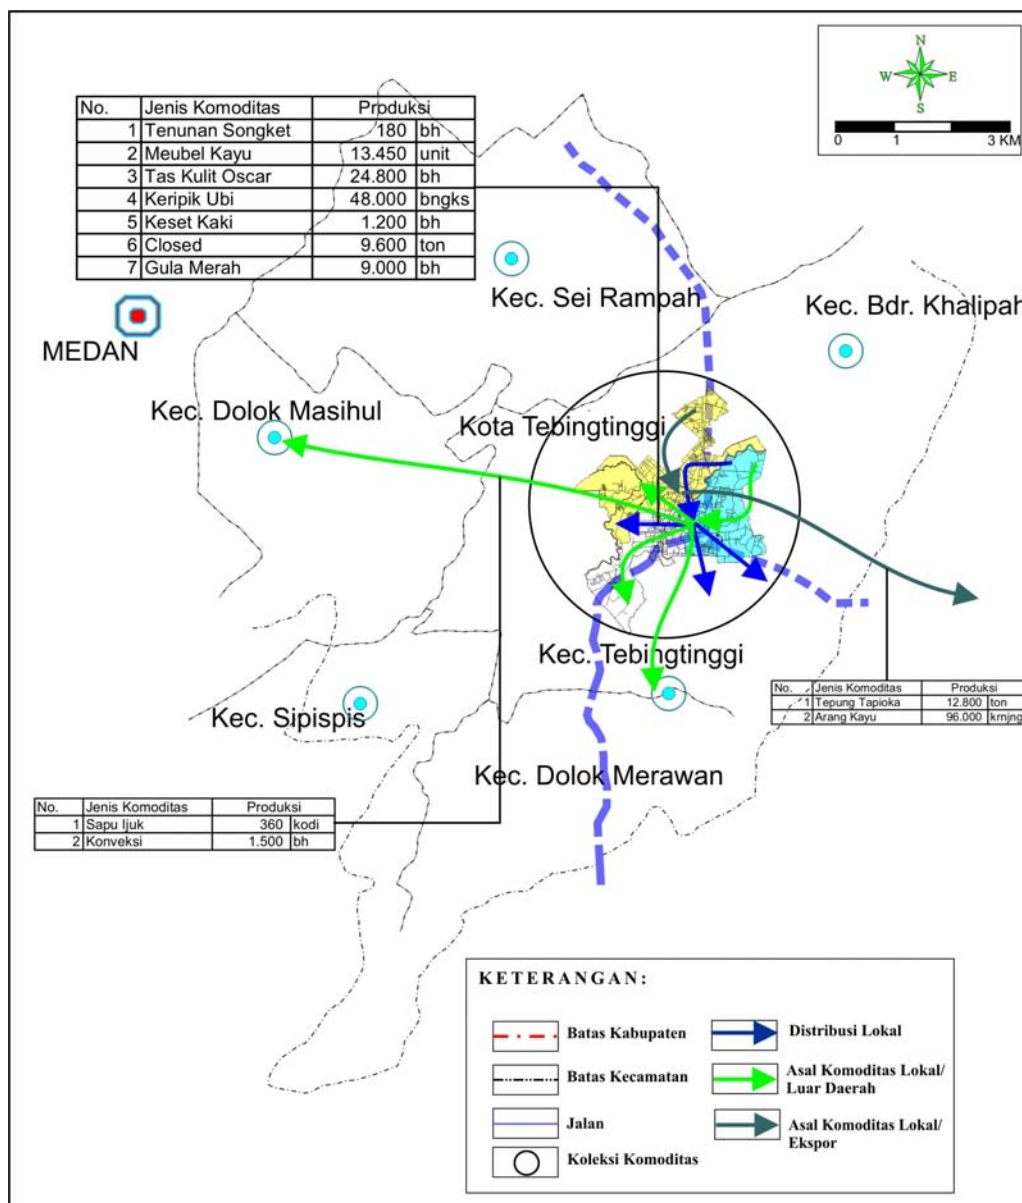 N
W E
S
0 1 3 KM
No. Jenis Komoditas Produksi
1 Tenunan Songket 180 bh
2 Meubel Kayu 13.450 unit
3 Tas Kulit Oscar 24.800 bh
4 Keripik Ubi 48.000 bngks
5 Keset Kaki 1.200 bh
6 Closed 9.600 ton
7 Gula Merah 9.000 bh
Kec. Sei Rampah
Kec. Bdr. Khalipah
MEDAN
Kec. Dolok Masihul
Kota Tebingtinggi
Kec. Tebingtinggi
Kec. Sipispis
No. Jenis Komoditas Produksi
1 Tepung Tapioka 12.800 ton
2 Arang Kayu 96.000 krnjng
Kec. Dolok Merawan
No. Jenis Komoditas Produksi
1 Sapu Ijuk 360 kodi
2 Konveksi 1.500 bh
KETERANGAN:
Batas Kabupaten
Batas Kecamatan
Jalan
Koleksi Komoditas
Distribusi Lokal
Asal Komoditas Lokal/
Luar Daerah
Asal Komoditas Lokal/
Ekspor